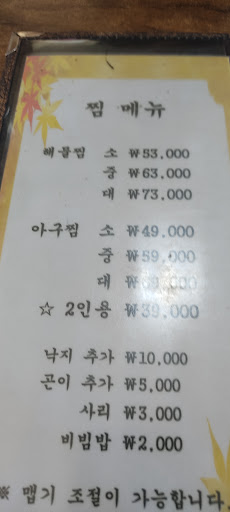 찜 메뉴
해물찜 소 ₩53,000
중 ₩63,000
대 ₩73,000
아구찜 소 ₩49,000
중 ₩59,000
대
☆ 2인용 ₩39,000
낙지 추가 ₩10,000
곤이 추가 ₩5,000
사리 ₩3,000
비빔밥 ₩2,000
※ 맵기 조절이 가능합니다